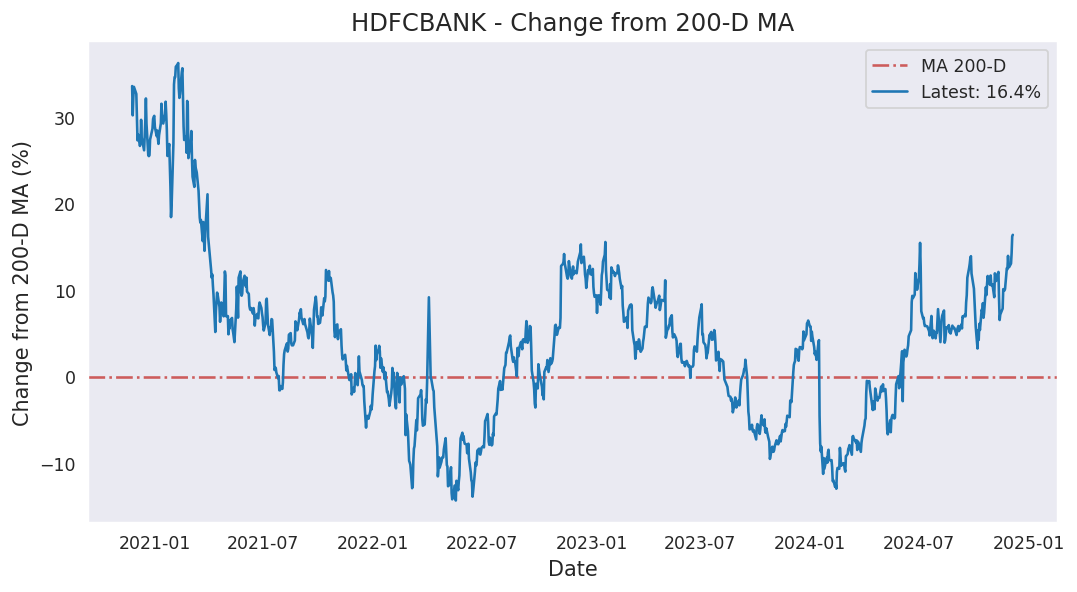 HDFCBANK - Change from 200-D MA
MA 200-D
Latest: 16.4%
Change from 200-D MA (%)
30
20
10
0
−10
2021-01
2021-07
2022-01
2022-07
2023-01
2023-07
2024-01
2024-07
2025-01
Date